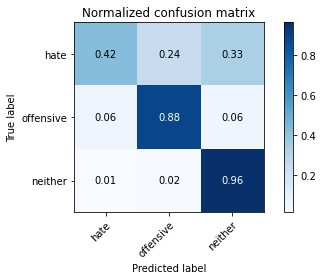 Normalized confusion matrix
True label
hate 0.42 0.24 0.33
offensive 0.06 0.88 0.06
neither 0.01 0.02 0.96
hate offensive neither
Predicted label
0.8
0.6
0.4
0.2